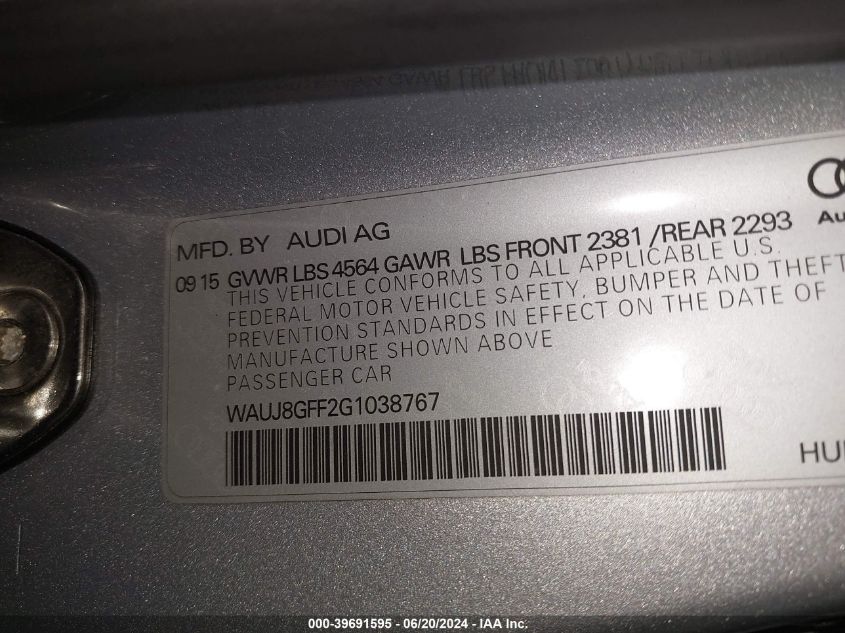 MFD. BY AUDI AG
09 15 GVWR LBS 4564 GAWR LBS FRONT 2381 /REAR 2293
THIS VEHICLE CONFORMS TO ALL APPLICABLE U.S.
FEDERAL MOTOR VEHICLE SAFETY, BUMPER AND THEFT
PREVENTION STANDARDS IN EFFECT ON THE DATE OF
MANUFACTURE SHOWN ABOVE
PASSENGER CAR
WAUJ8GFF2G1038767
000-39691595 - 06/20/2024 - IAA Inc.